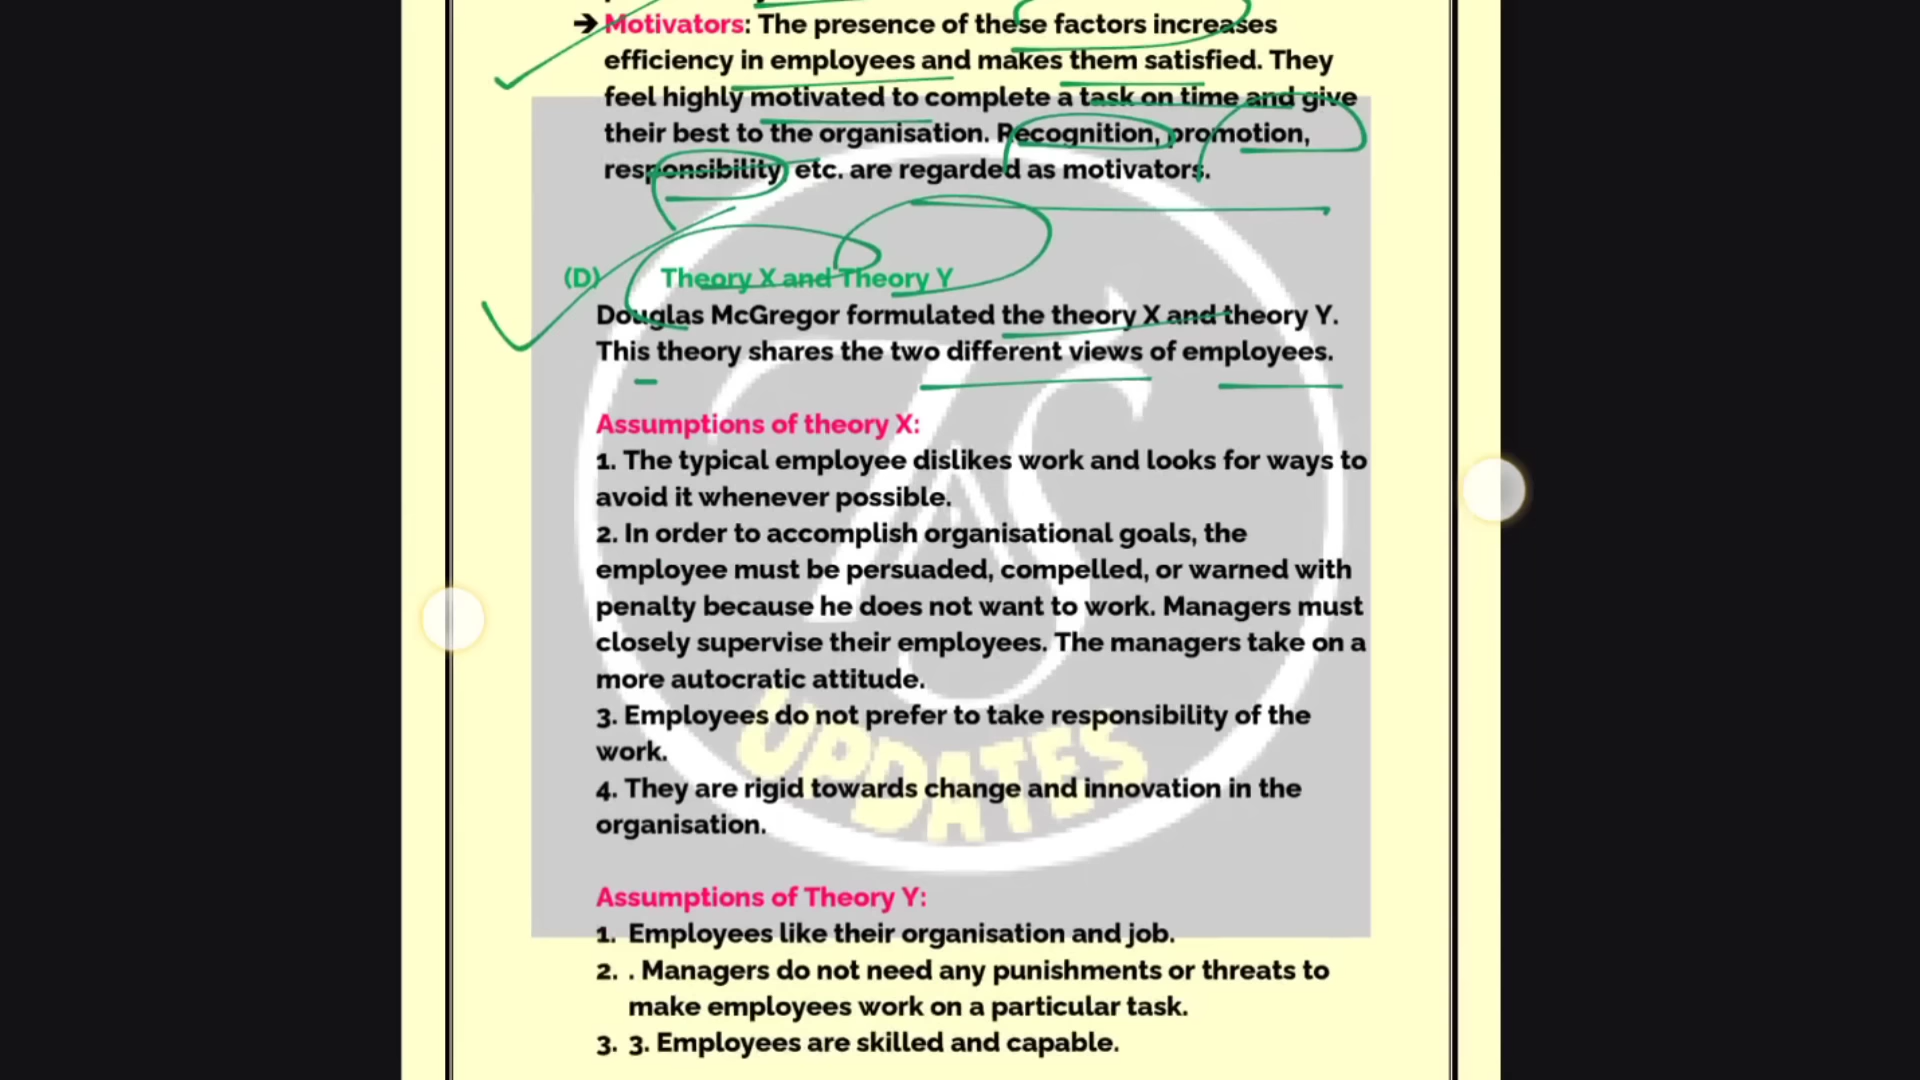 ➔ Motivators: The presence of these factors increases
efficiency in employees and makes them satisfied. They
feel highly motivated to complete a task on time and give
their best to the organisation. Recognition, promotion,
responsibility etc. are regarded as motivators.
(D) Theory X and Theory Y
Douglas McGregor formulated the theory X and theory Y.
This theory shares the two different views of employees.
Assumptions of theory X:
1. The typical employee dislikes work and looks for ways to
avoid it whenever possible.
2. In order to accomplish organisational goals, the
employee must be persuaded, compelled, or warned with
penalty because he does not want to work. Managers must
closely supervise their employees. The managers take on a
more autocratic attitude.
3. Employees do not prefer to take responsibility of the
work.
4. They are rigid towards change and innovation in the
organisation.
UPDATES
Assumptions of Theory Y:
1. Employees like their organisation and job.
2. . Managers do not need any punishments or threats to
make employees work on a particular task.
3. 3. Employees are skilled and capable.